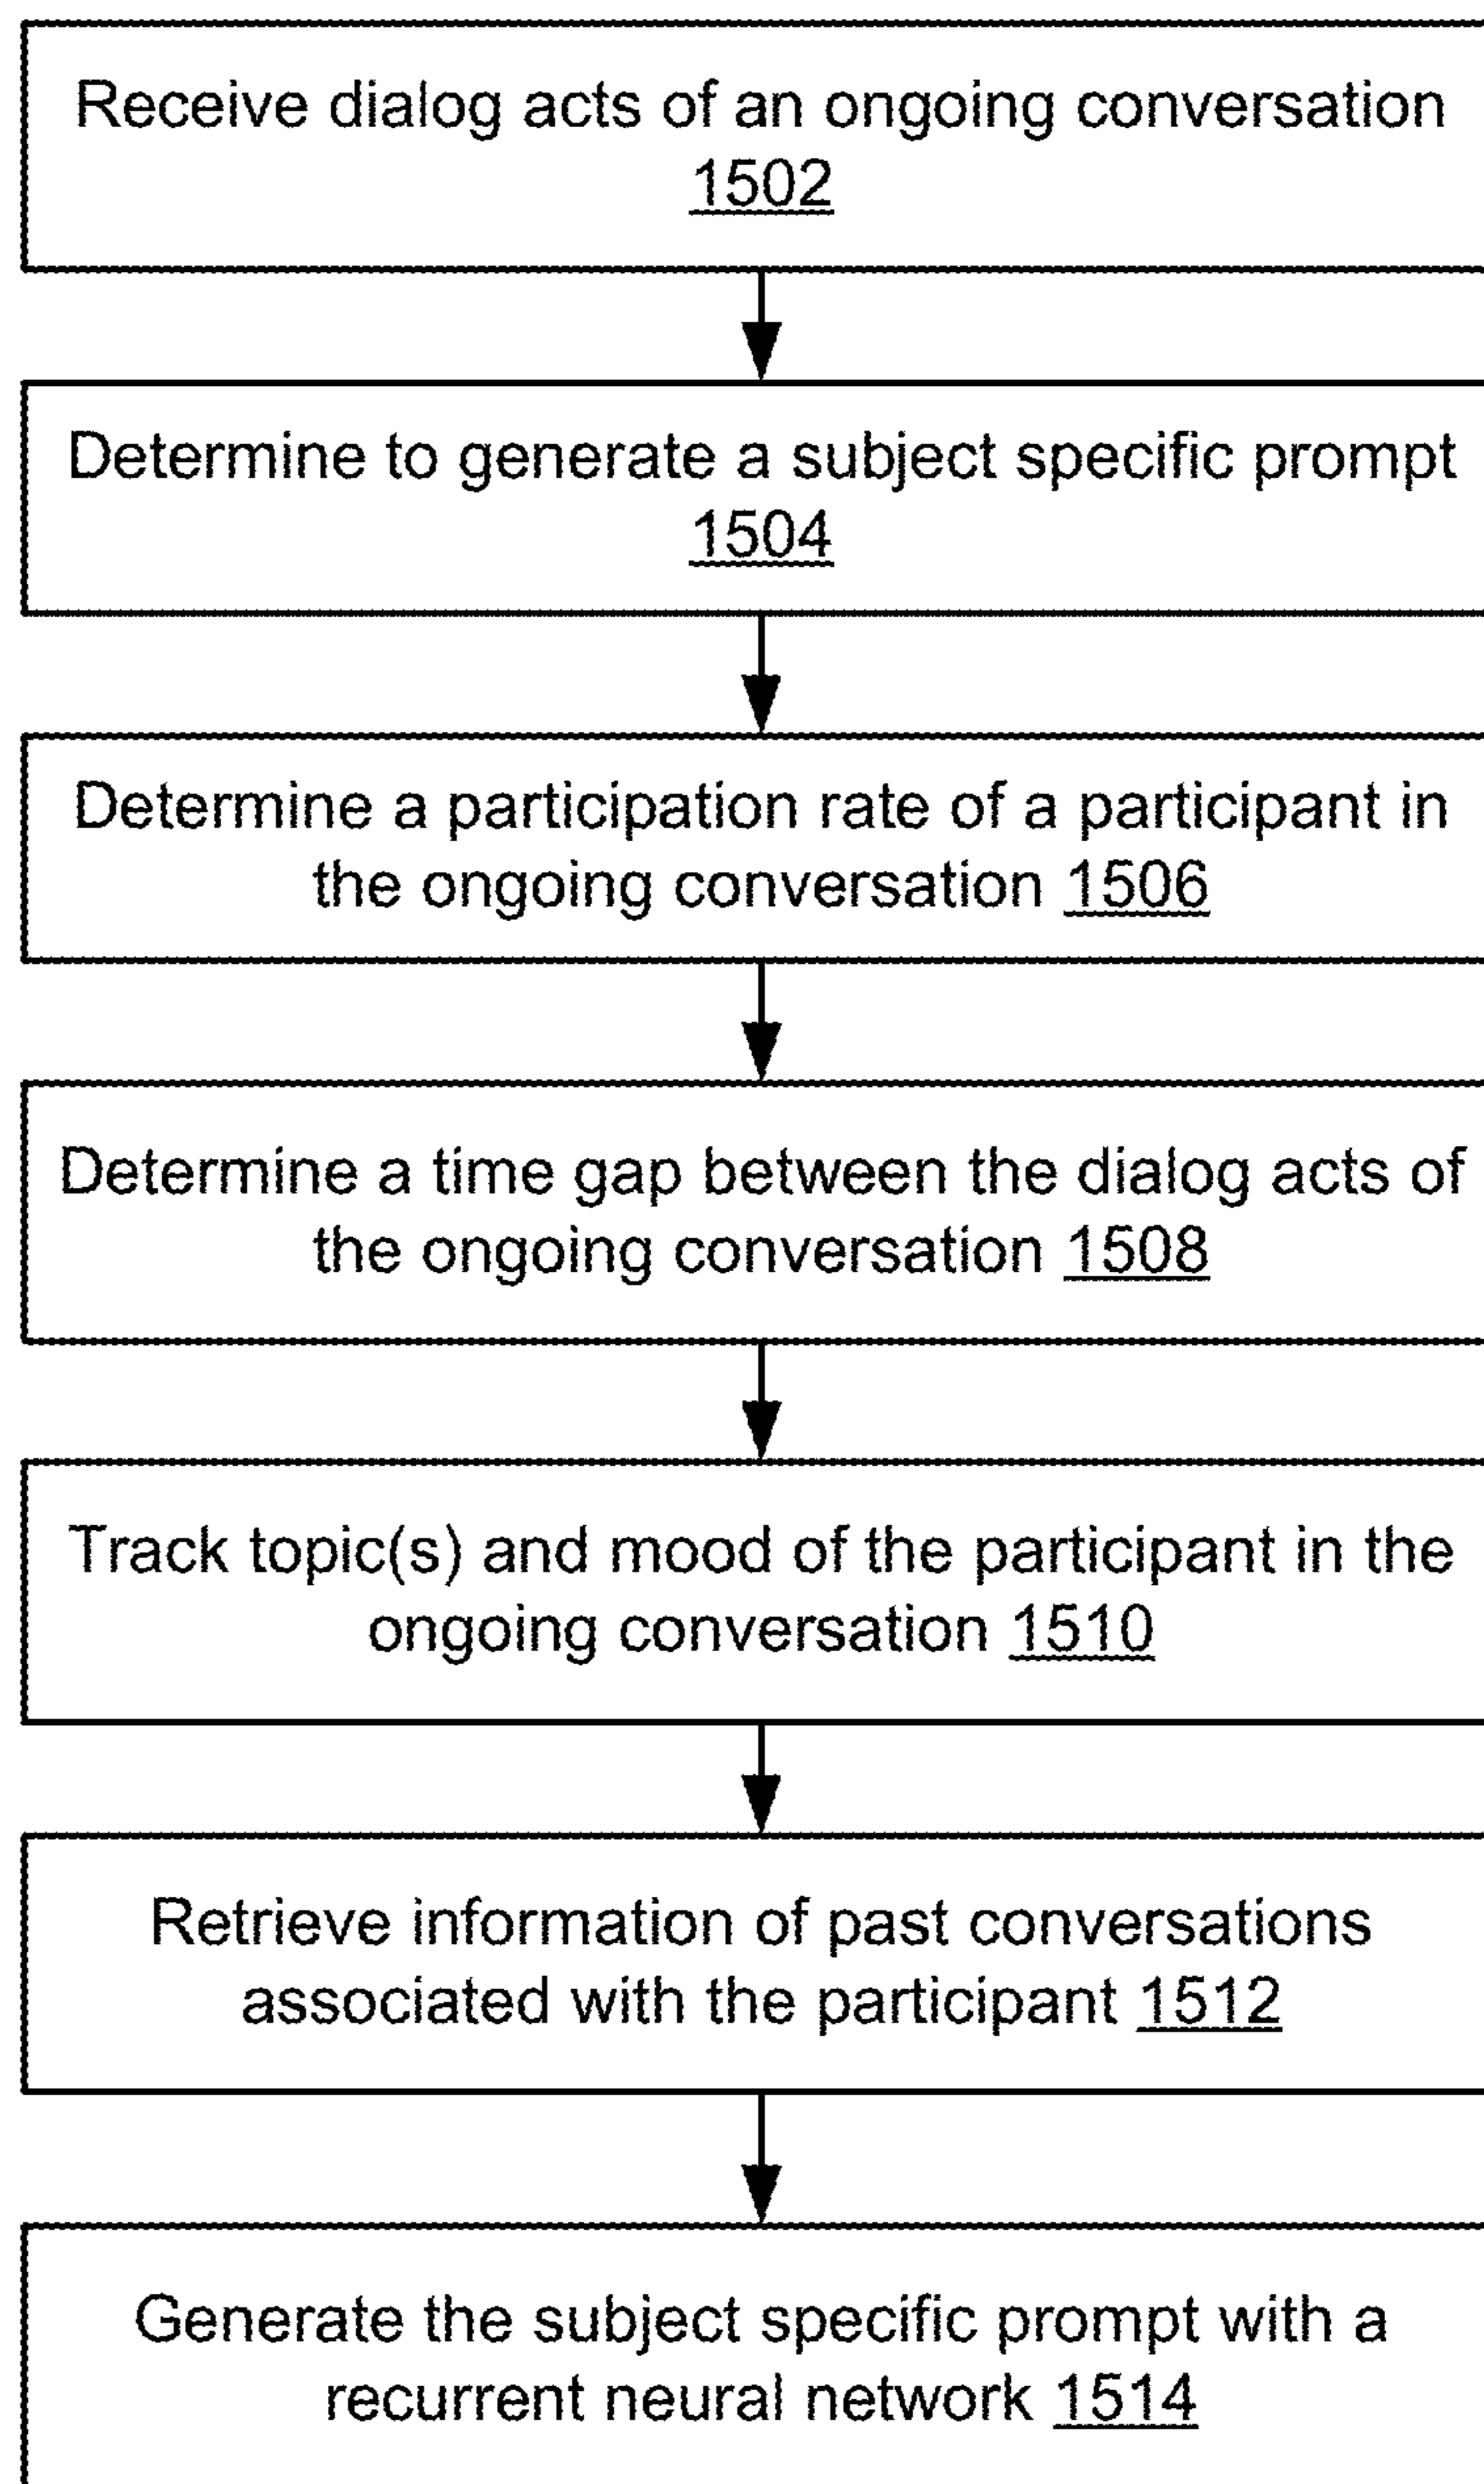 Receive dialog acts of an ongoing conversation
1502
Determine to generate a subject specific prompt
1504
Determine a participation rate of a participant in
the ongoing conversation 1506
Determine a time gap between the dialog acts of
the ongoing conversation 1508
Track topic(s) and mood of the participant in the
ongoing conversation 1510
Retrieve information of past conversations
associated with the participant 1512
Generate the subject specific prompt with a
recurrent neural network 1514